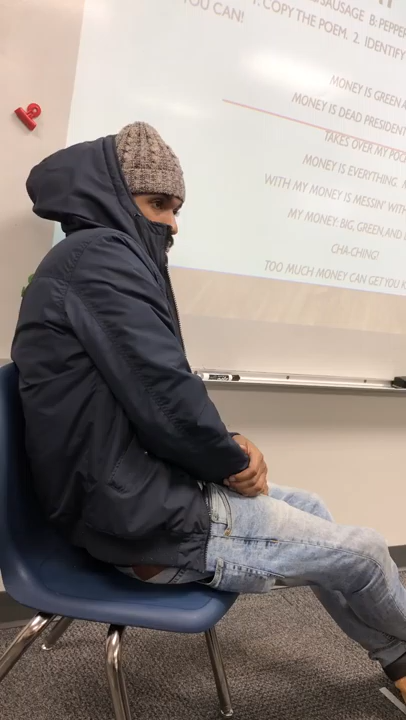 SAUSAGE B: PEPPER
YOU CAN! 1. COPY THE POEM. 2. IDENTIFY
MONEY IS GREEN A
MONEY IS DEAD PRESIDENT
TAKES OVER MY POC
MONEY IS EVERYTHING. M
WITH MY MONEY IS MESSIN' WITH
MY MONEY: BIG, GREEN, AND
CHA-CHING?
TOO MUCH MONEY CAN GET YOU K